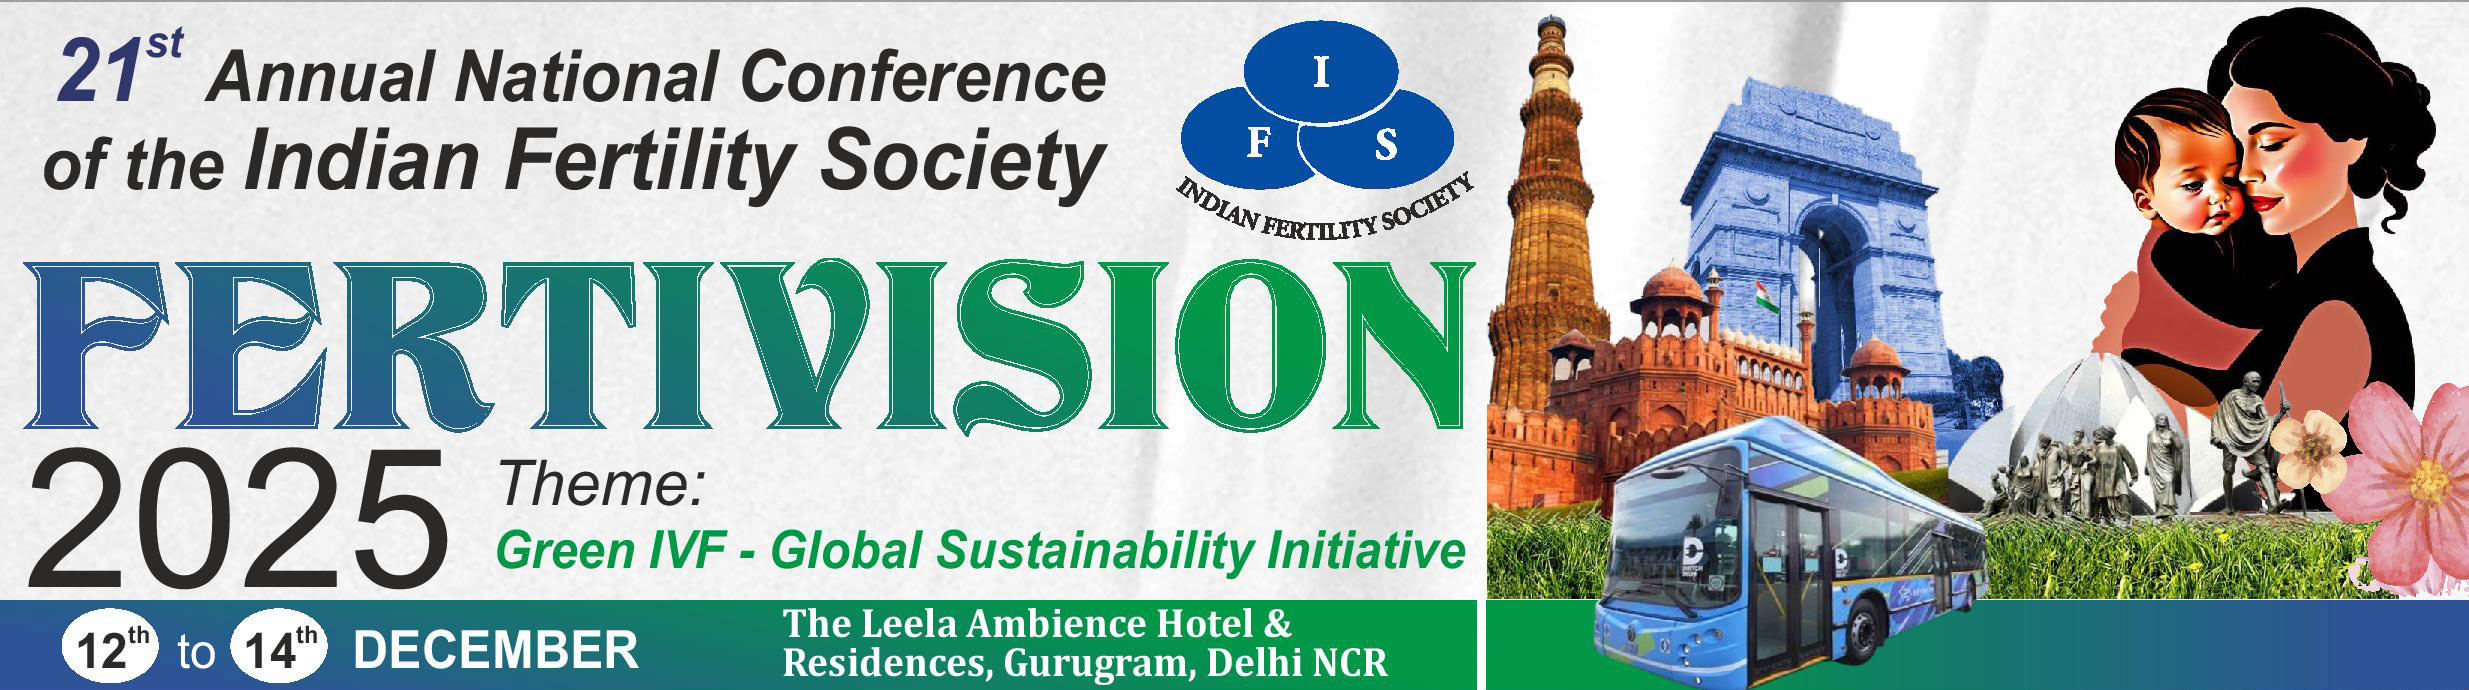 21st Annual National Conference
of the Indian Fertility Society
I
F S
INDIAN FERTILITY SOCIETY
FERTIVISION
2025
Theme:
Green IVF - Global Sustainability Initiative
12th to 14th DECEMBER
The Leela Ambience Hotel &
Residences, Gurugram, Delhi NCR
INDIA